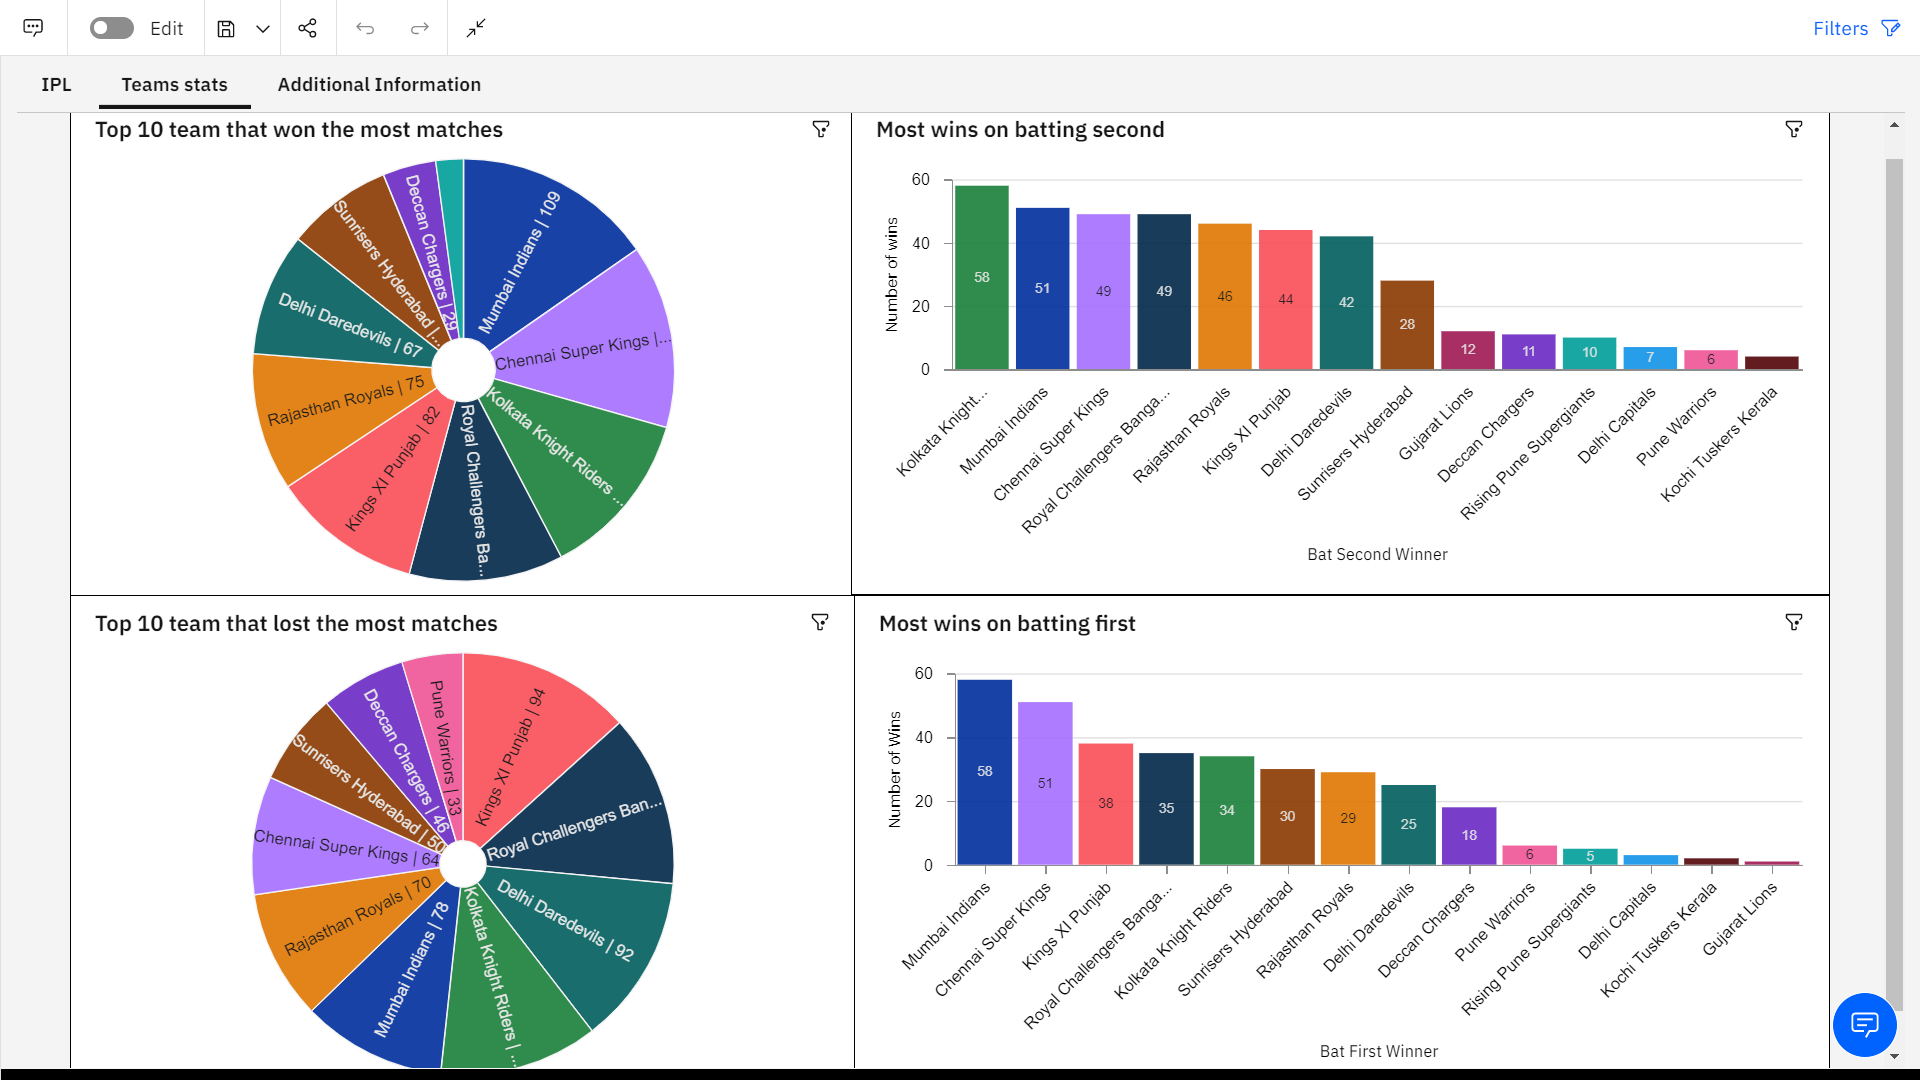 Edit
Filters
IPL
Teams stats
Additional Information
Top 10 team that won the most matches
Mumbai Indians | 109
Chennai Super Kings |...
Kolkata Knight Riders ...
Royal Challengers Ba...
Kings XI Punjab | 82
Rajasthan Royals | 75
Delhi Daredevils | 67
Sunrisers Hyderabad |...
Deccan Chargers | 29
Most wins on batting second
Number of wins
60
40
20
0
58
51
49
49
46
44
42
28
12
11
10
7
6
Kolkata Knight...
Mumbai Indians
Chennai Super Kings
Royal Challengers Banga...
Rajasthan Royals
Kings XI Punjab
Delhi Daredevils
Sunrisers Hyderabad
Gujarat Lions
Deccan Chargers
Rising Pune Supergiants
Delhi Capitals
Pune Warriors
Kochi Tuskers Kerala
Bat Second Winner
Top 10 team that lost the most matches
Kings XI Punjab | 94
Royal Challengers Ban...
Delhi Daredevils | 92
Kolkata Knight Riders | ...
Mumbai Indians | 78
Rajasthan Royals | 70
Chennai Super Kings | 64
Sunrisers Hyderabad | 50
Deccan Chargers | 46
Pune Warriors | 33
Most wins on batting first
Number of Wins
60
40
20
0
58
51
38
35
34
30
29
25
18
6
5
Mumbai Indians
Chennai Super Kings
Kings XI Punjab
Royal Challengers Banga...
Kolkata Knight Riders
Sunrisers Hyderabad
Rajasthan Royals
Delhi Daredevils
Deccan Chargers
Pune Warriors
Rising Pune Supergiants
Delhi Capitals
Kochi Tuskers Kerala
Gujarat Lions
Bat First Winner